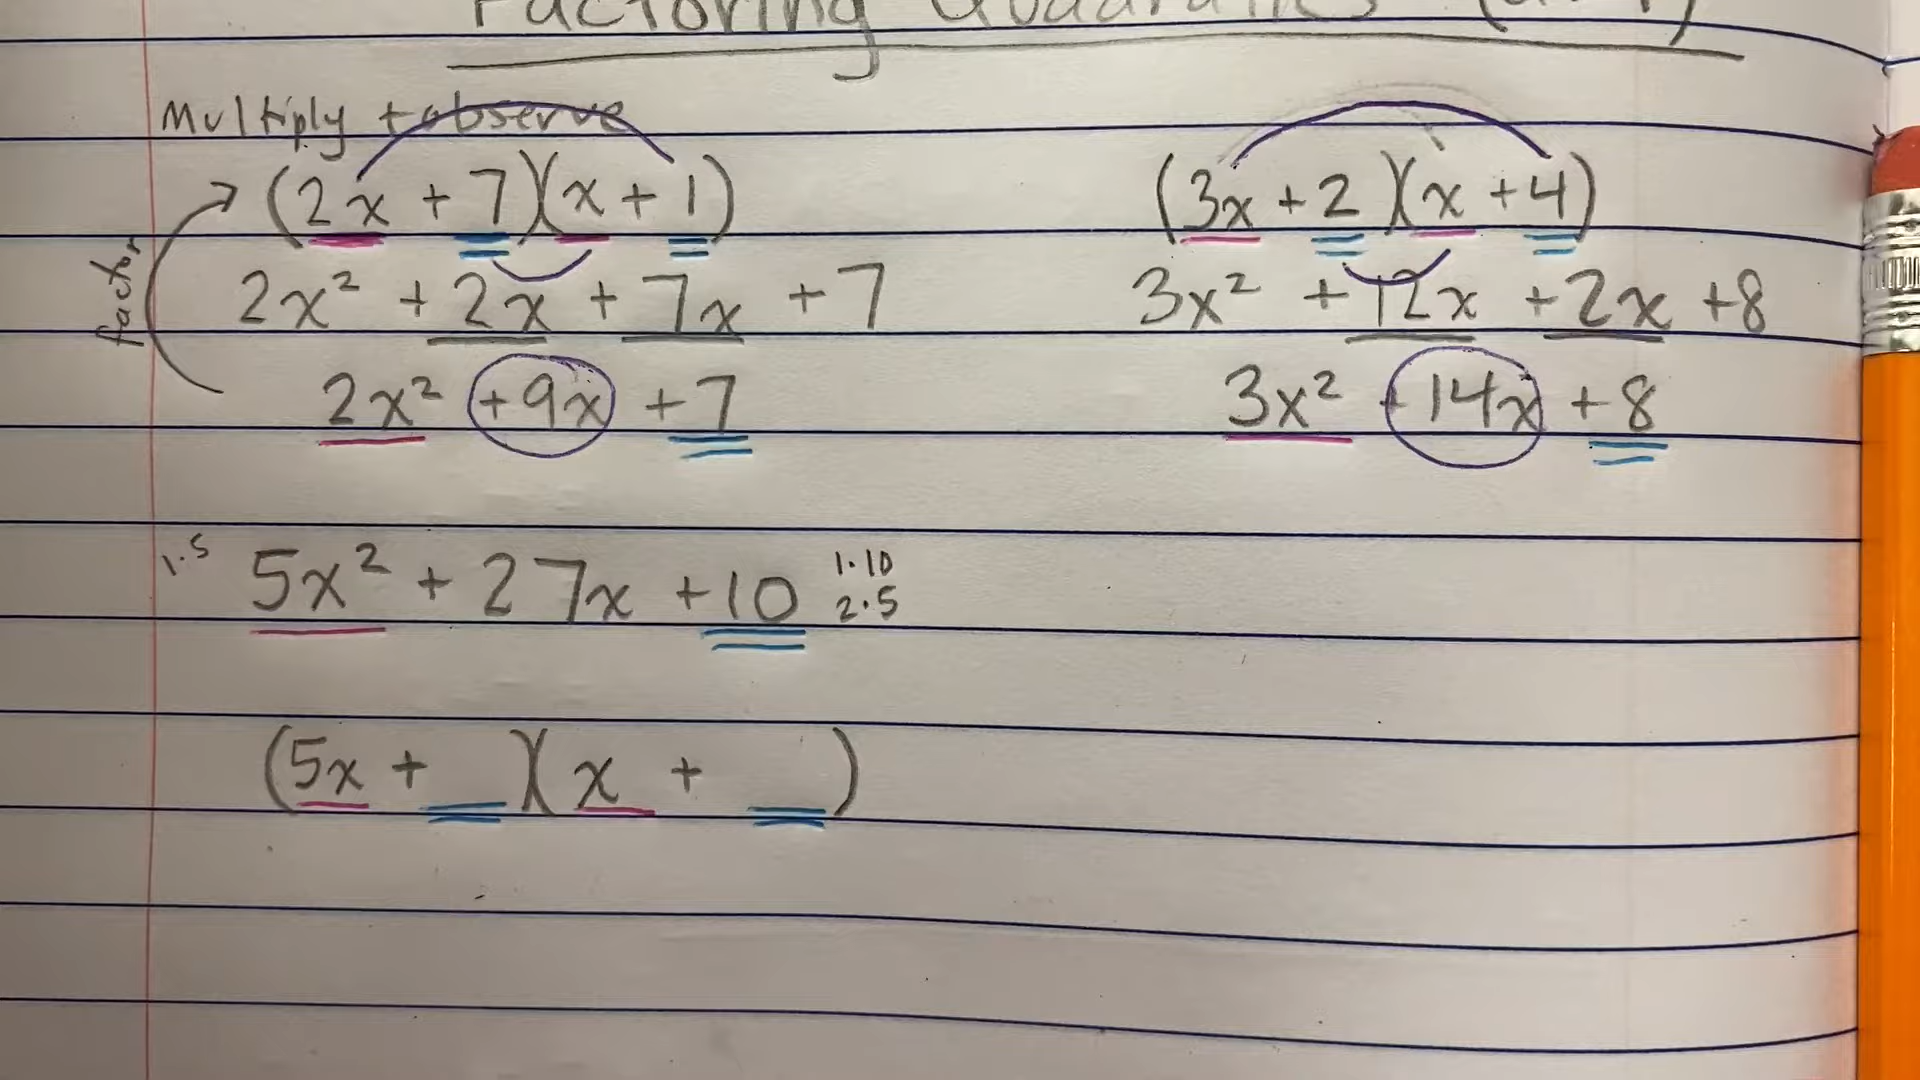 Factoring Quadratics
Multiply + observe
(2x + 7)(x + 1)
2x² + 2x + 7x + 7
2x² + 9x + 7
factor
(3x + 2)(x + 4)
3x² + 12x + 2x + 8
3x² + 14x + 8
1·5 5x² + 27x + 10 1·10
2·5
(5x + __)(x + __)